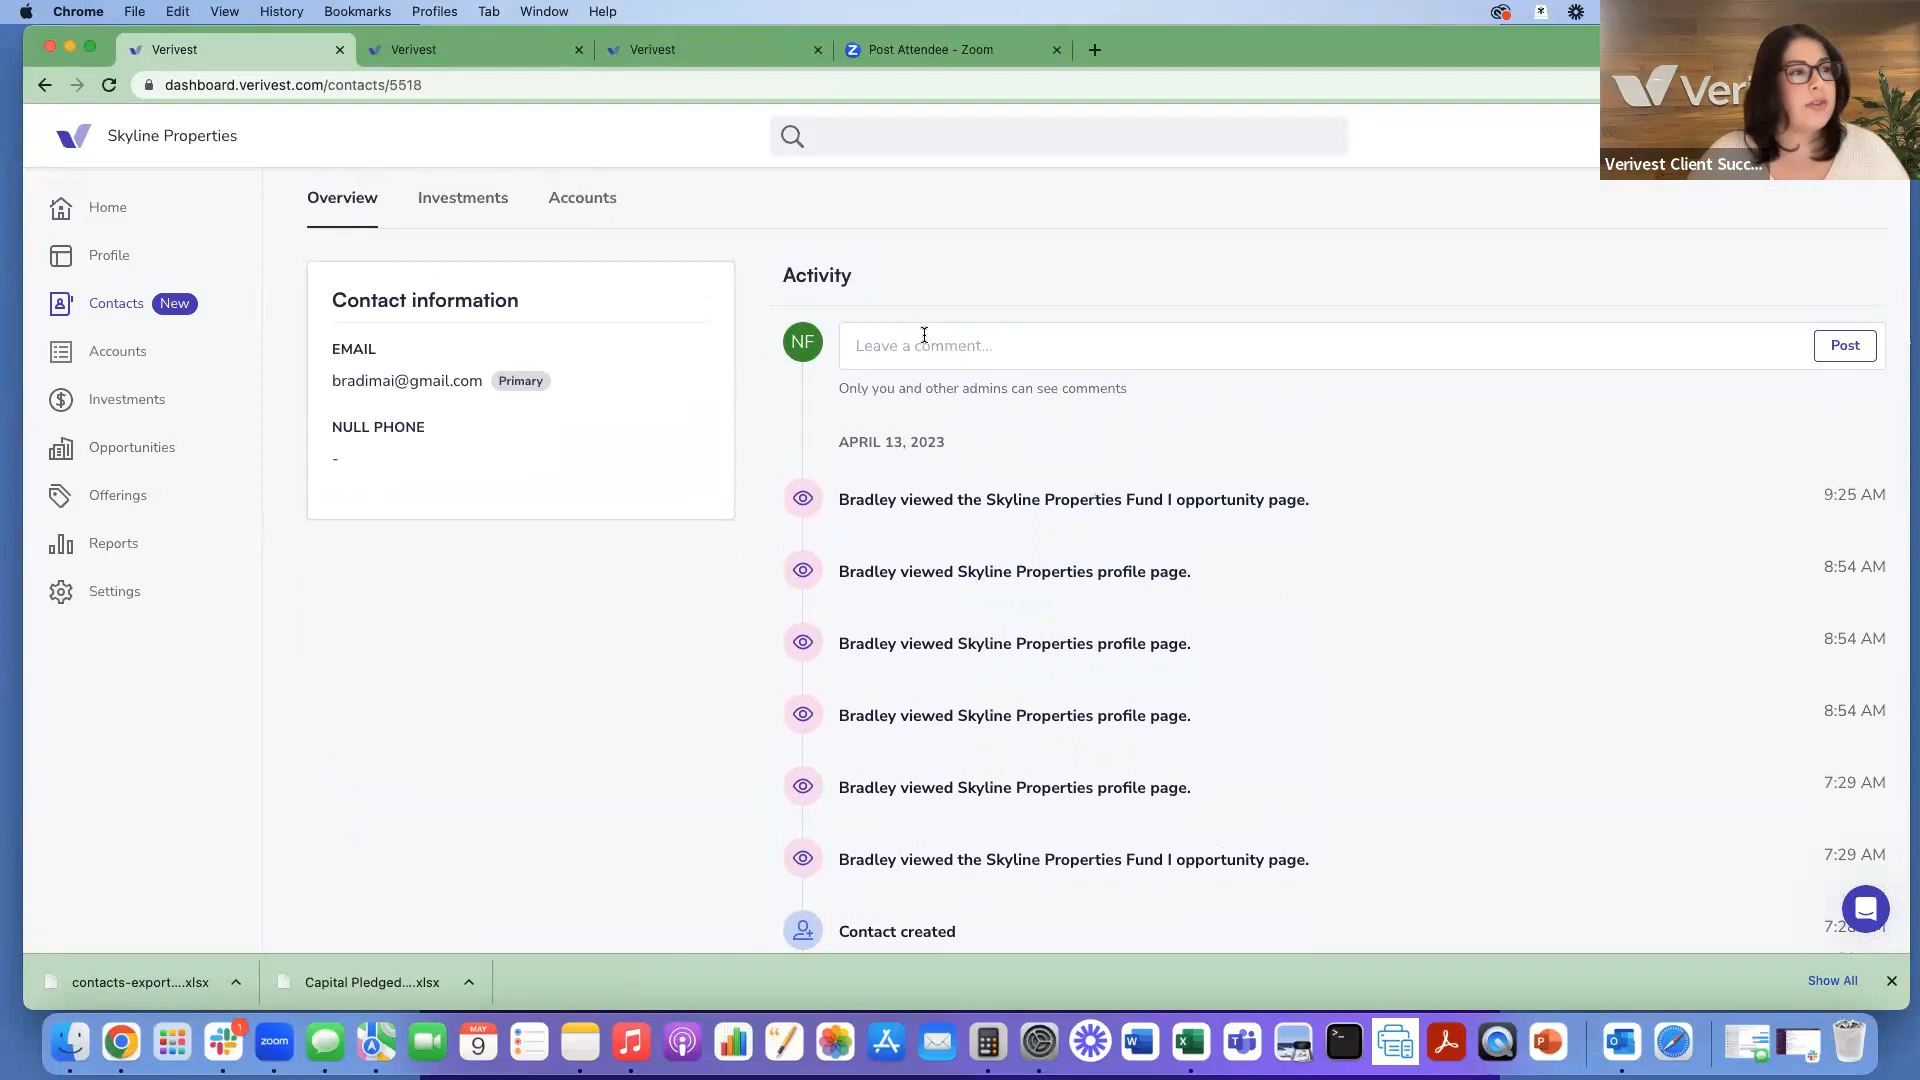 Chrome File Edit View History Bookmarks Profiles Tab Window Help
Verivest
Verivest
Verivest
Post Attendee - Zoom
dashboard.verivest.com/contacts/5518
Skyline Properties
Verivest Client Succ...
Home
Profile
Contacts New
Accounts
Investments
Opportunities
Offerings
Reports
Settings
Overview Investments Accounts
Contact information
EMAIL
bradimai@gmail.com Primary
NULL PHONE
-
Activity
NF
Leave a comment...
Post
Only you and other admins can see comments
APRIL 13, 2023
Bradley viewed the Skyline Properties Fund I opportunity page. 9:25 AM
Bradley viewed Skyline Properties profile page. 8:54 AM
Bradley viewed Skyline Properties profile page. 8:54 AM
Bradley viewed Skyline Properties profile page. 8:54 AM
Bradley viewed Skyline Properties profile page. 7:29 AM
Bradley viewed the Skyline Properties Fund I opportunity page. 7:29 AM
Contact created
contacts-export....xlsx
Capital Pledged....xlsx
Show All
1
zoom
MAY
9